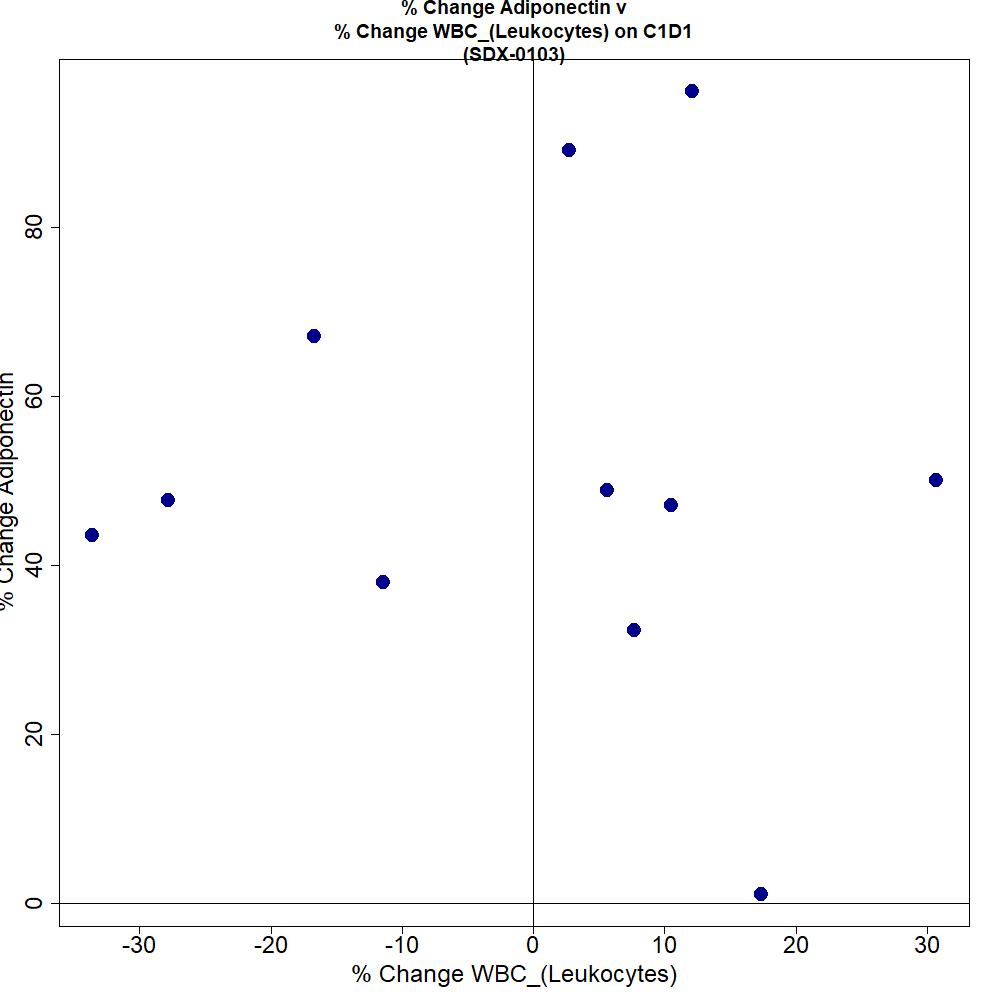 % Change Adiponectin v
% Change WBC_(Leukocytes) on C1D1
(SDX-0103)
% Change Adiponectin
80
60
40
20
0
-30 -20 -10 0 10 20 30
% Change WBC_(Leukocytes)